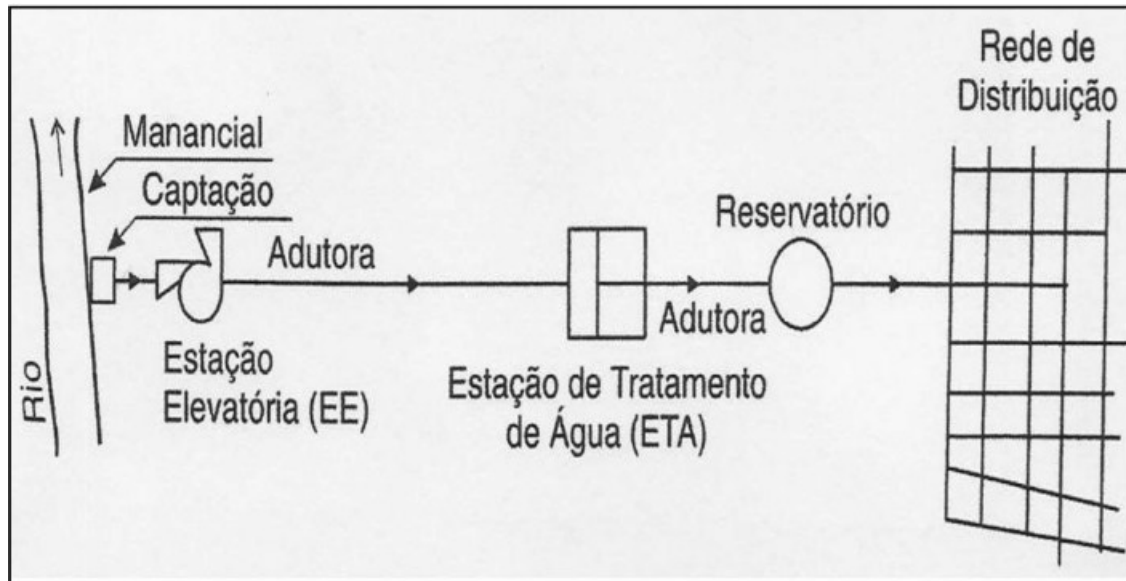 Rede de
Distribuição
Manancial
Captação
Reservatório
Adutora
Adutora
Rio
Estação
Elevatória (EE)
Estação de Tratamento
de Água (ETA)